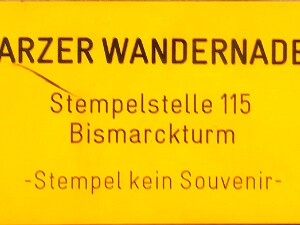 ARZER WANDERNADE
Stempelstelle 115
Bismarckturm
-Stempel kein Souvenir-